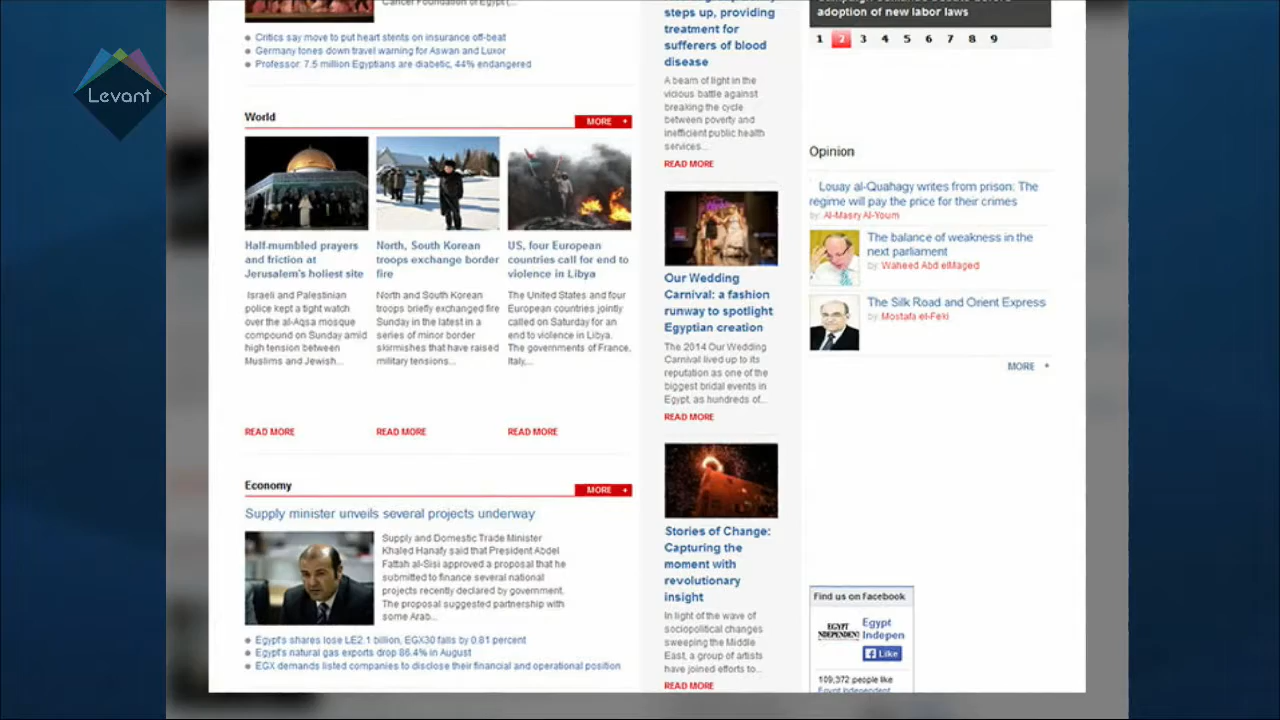 Levant
Cancer Foundation of Egypt (...
Critics say move to put heart stents on insurance off-beat
Germany tones down travel warning for Aswan and Luxor
Professor: 7.5 million Egyptians are diabetic, 44% endangered
World
MORE +
Half-mumbled prayers
and friction at
Jerusalem's holiest site
Israeli and Palestinian
police kept a tight watch
over the al-Aqsa mosque
compound on Sunday amid
high tension between
Muslims and Jewish...
READ MORE
North, South Korean
troops exchange border
fire
North and South Korean
troops briefly exchanged fire
Sunday in the latest in a
series of minor border
skirmishes that have raised
military tensions...
READ MORE
US, four European
countries call for end to
violence in Libya
The United States and four
European countries jointly
called on Saturday for an
end to violence in Libya.
The governments of France,
Italy,...
READ MORE
Economy
MORE +
Supply minister unveils several projects underway
Supply and Domestic Trade Minister
Khaled Hanafy said that President Abdel
Fattah al-Sisi approved a proposal that he
submitted to finance several national
projects recently declared by government.
The proposal suggested partnership with
some Arab...
Egypt's shares lose LE2.1 billion, EGX30 falls by 0.81 percent
Egypt's natural gas exports drop 86.4% in August
EGX demands listed companies to disclose their financial and operational position
steps up, providing
treatment for
sufferers of blood
disease
A beam of light in the
vicious battle against
breaking the cycle
between poverty and
inefficient public health
services...
READ MORE
Our Wedding
Carnival: a fashion
runway to spotlight
Egyptian creation
The 2014 Our Wedding
Carnival lived up to its
reputation as one of the
biggest bridal events in
Egypt, as hundreds of...
READ MORE
Stories of Change:
Capturing the
moment with
revolutionary
insight
In light of the wave of
sociopolitical changes
sweeping the Middle
East, a group of artists
have joined efforts to...
READ MORE
adoption of new labor laws
1 2 3 4 5 6 7 8 9
Opinion
Louay al-Quahagy writes from prison: The
regime will pay the price for their crimes
by: Al-Masry Al-Youm
The balance of weakness in the
next parliament
by: Waheed Abd elMaged
The Silk Road and Orient Express
by: Mostafa el-Feki
MORE +
Find us on Facebook
EGYPT
INDEPENDENT
Egypt
Indepen
Like
109,372 people like
Egypt Independent